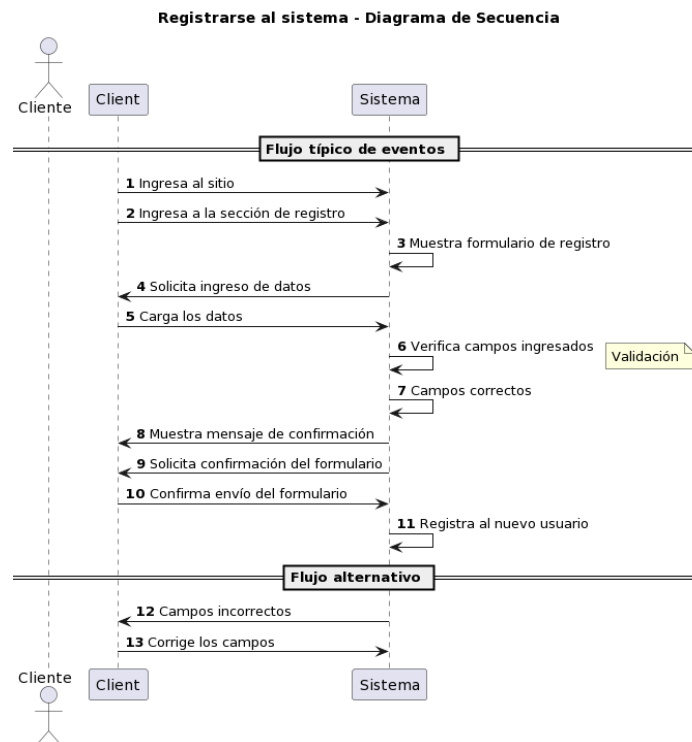 Registrarse al sistema - Diagrama de Secuencia
Cliente
Client
Sistema
Flujo típico de eventos
1 Ingresa al sitio
2 Ingresa a la sección de registro
3 Muestra formulario de registro
4 Solicita ingreso de datos
5 Carga los datos
6 Verifica campos ingresados
Validación
7 Campos correctos
8 Muestra mensaje de confirmación
9 Solicita confirmación del formulario
10 Confirma envío del formulario
11 Registra al nuevo usuario
Flujo alternativo
12 Campos incorrectos
13 Corrige los campos
Cliente
Client
Sistema